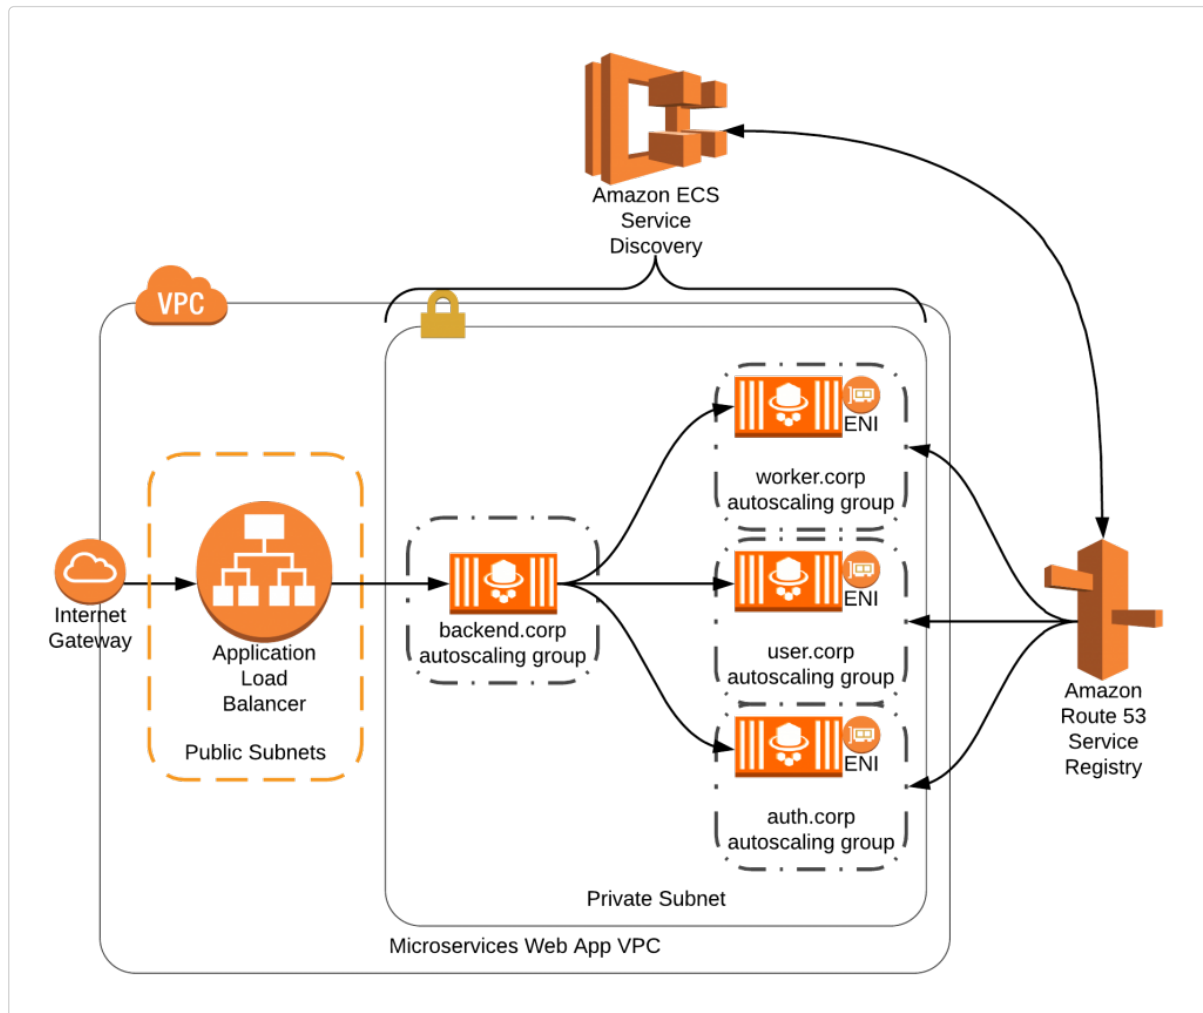 Amazon ECS
Service
Discovery
VPC
ENI
worker.corp
autoscaling group
ENI
Internet
Gateway
Application
Load
Balancer
Public Subnets
backend.corp
autoscaling group
user.corp
autoscaling group
Amazon
Route 53
Service
Registry
ENI
auth.corp
autoscaling group
Private Subnet
Microservices Web App VPC